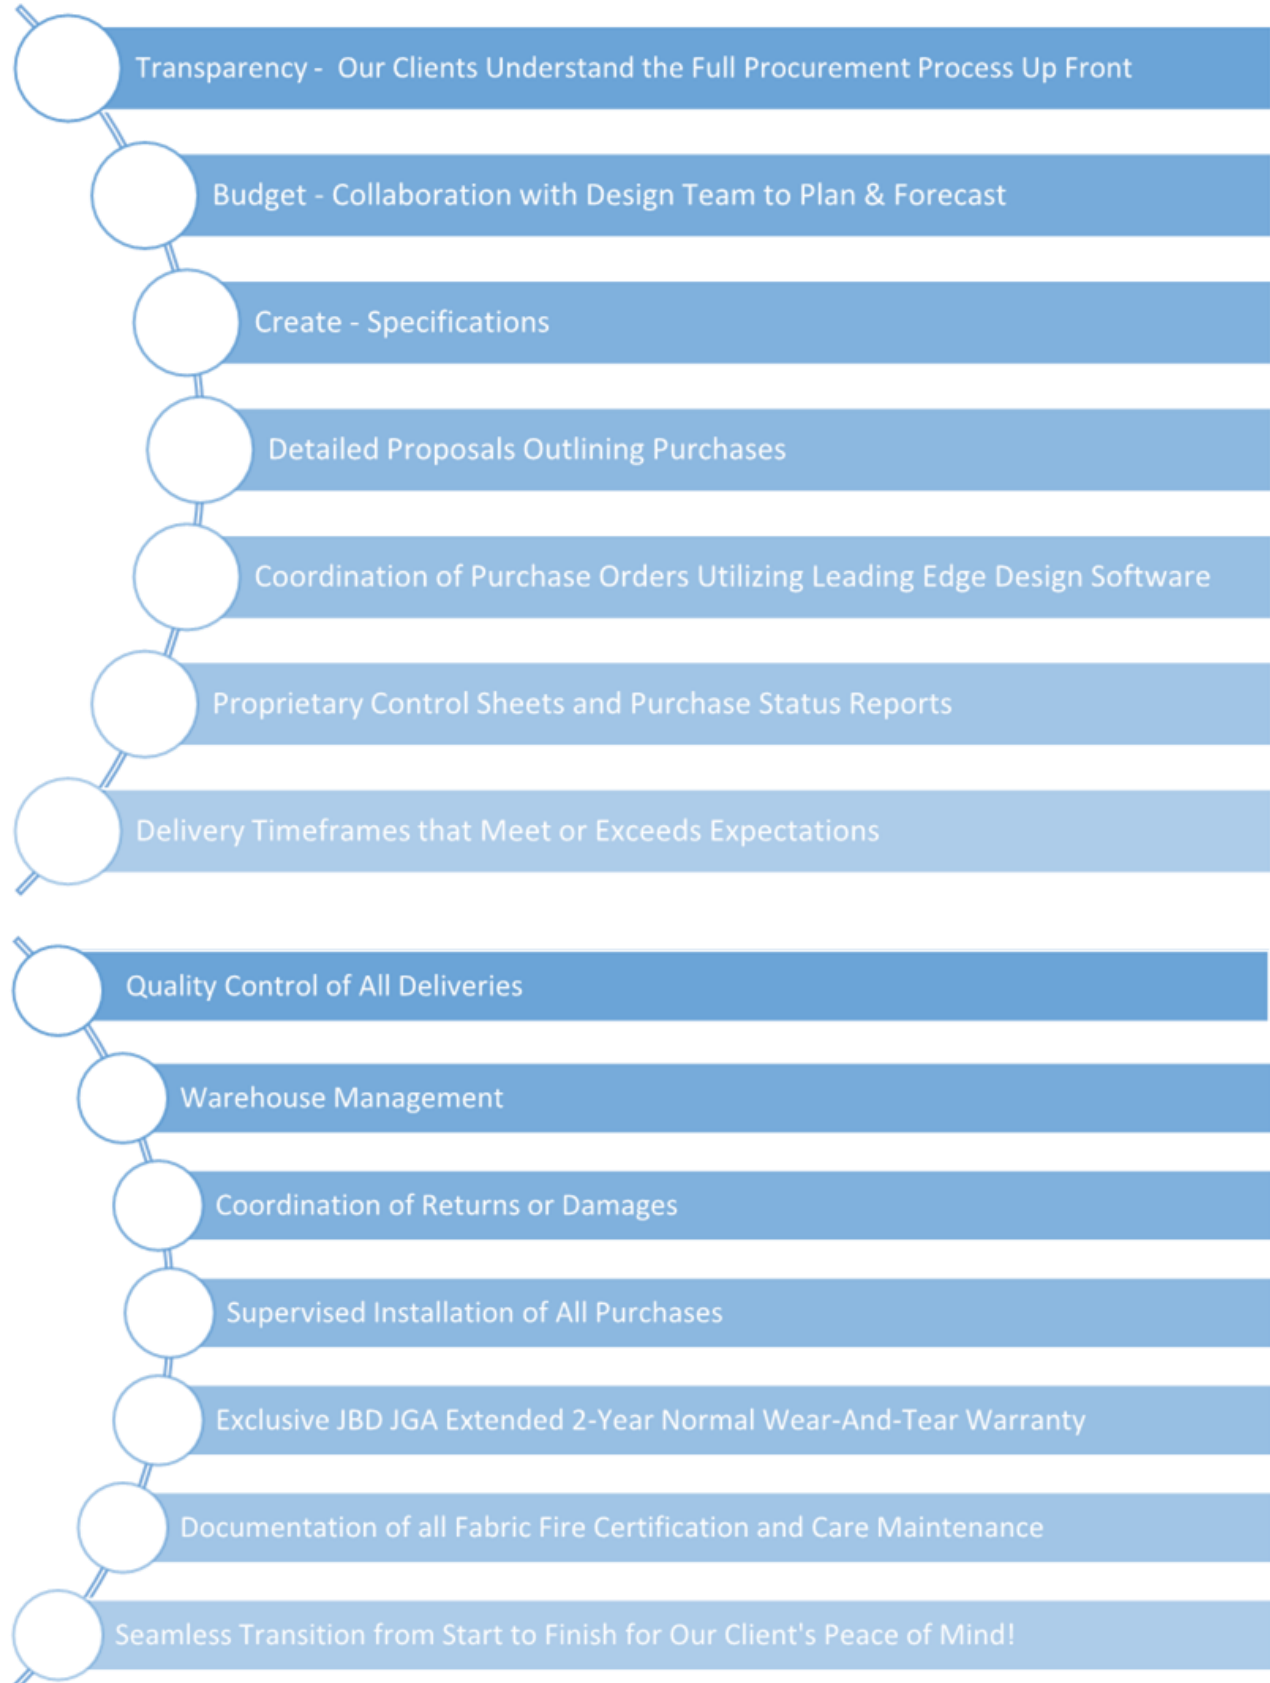 Transparency - Our Clients Understand the Full Procurement Process Up Front
Budget - Collaboration with Design Team to Plan & Forecast
Create - Specifications
Detailed Proposals Outlining Purchases
Coordination of Purchase Orders Utilizing Leading Edge Design Software
Proprietary Control Sheets and Purchase Status Reports
Delivery Timeframes that Meet or Exceeds Expectations
Quality Control of All Deliveries
Warehouse Management
Coordination of Returns or Damages
Supervised Installation of All Purchases
Exclusive JBD JGA Extended 2-Year Normal Wear-And-Tear Warranty
Documentation of all Fabric Fire Certification and Care Maintenance
Seamless Transition from Start to Finish for Our Client's Peace of Mind!